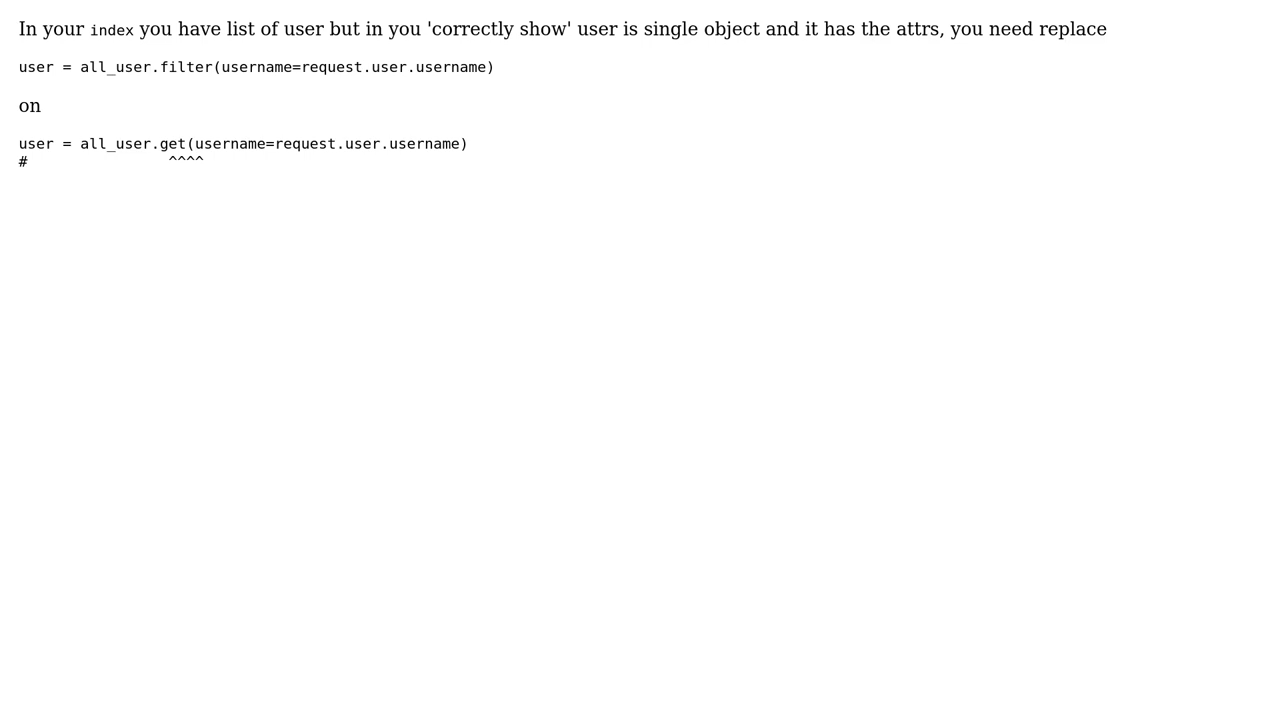 In your index you have list of user but in you 'correctly show' user is single object and it has the attrs, you need replace
user = all_user.filter(username=request.user.username)
on
user = all_user.get(username=request.user.username)
#                ^^^^